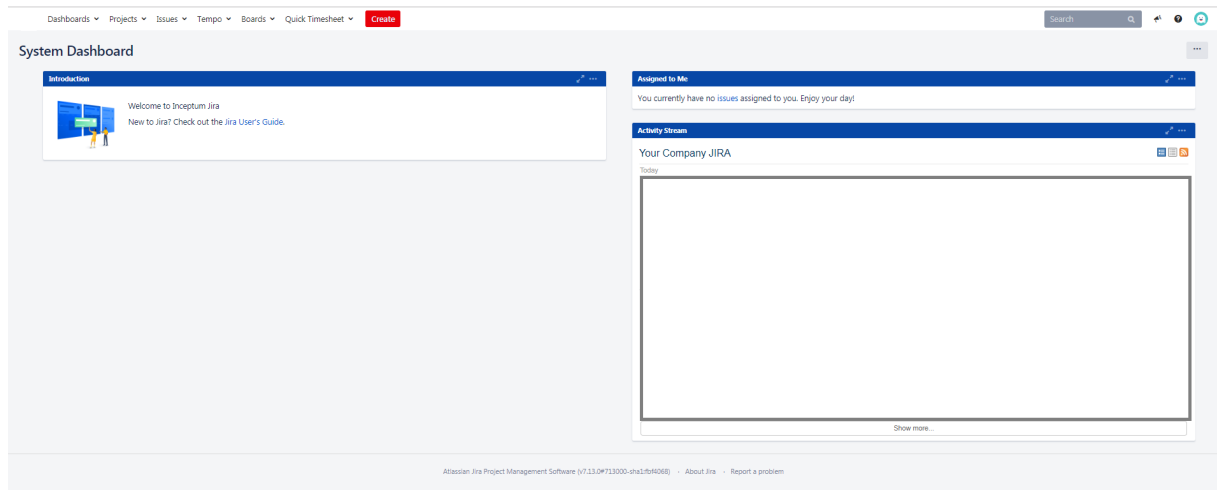 Dashboards Projects Issues Tempo Boards Quick Timesheet Create Search
System Dashboard
Introduction
Welcome to Inceptum Jira
New to Jira? Check out the Jira User's Guide.
Assigned to Me
You currently have no issues assigned to you. Enjoy your day!
Activity Stream
Your Company JIRA
Today
Show more...
Atlassian Jira Project Management Software (v7.13.0#713000-sha1:fbf4068) · About Jira · Report a problem